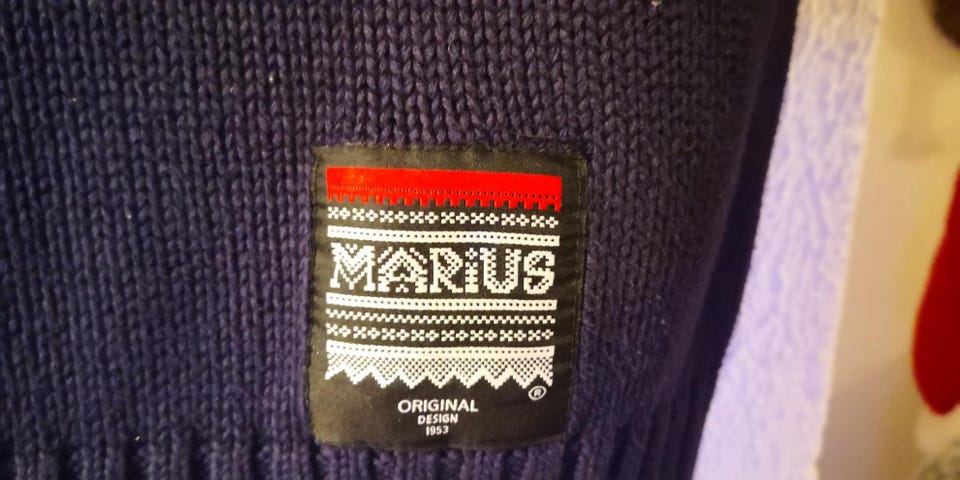 MARiUS
®
ORIGINAL
DESIGN
1953